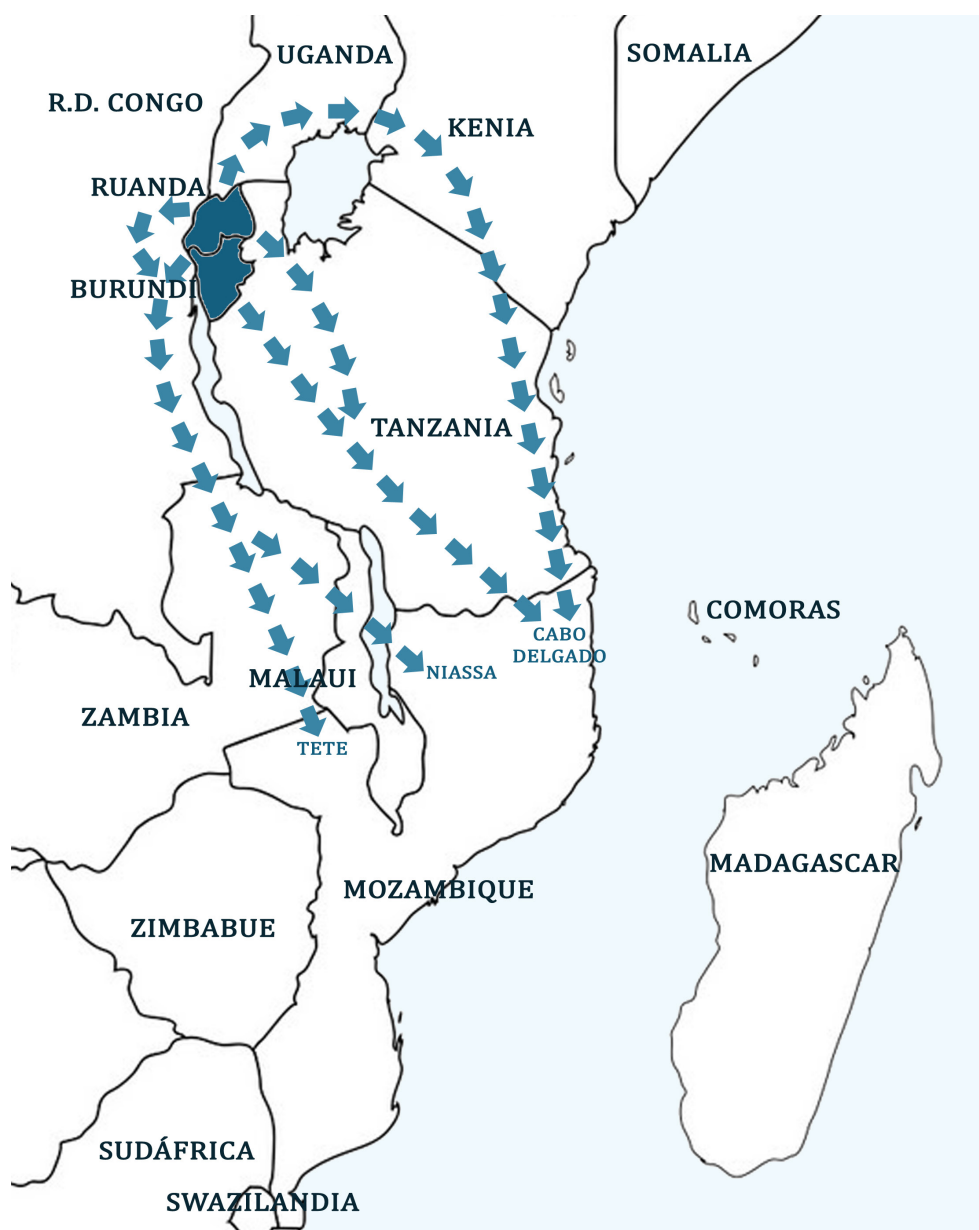 UGANDA
SOMALIA
R.D. CONGO
KENIA
RUANDA
BURUNDI
TANZANIA
COMORAS
CABO
DELGADO
NIASSA
MALAUI
ZAMBIA
TETE
MADAGASCAR
MOZAMBIQUE
ZIMBABUE
SUDÁFRICA
SWAZILANDIA